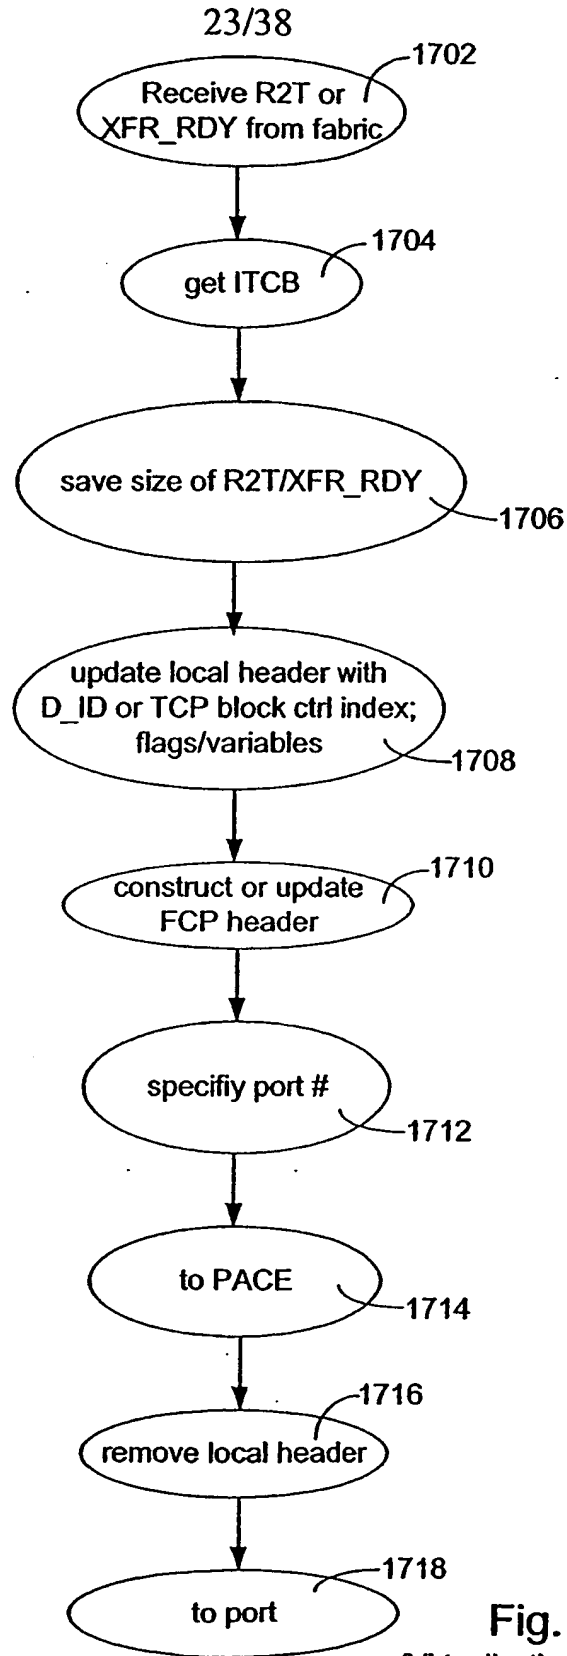 23/38
1702
Receive R2T or
XFR_RDY from fabric
1704
get ITCB
save size of R2T/XFR_RDY
1706
update local header with
D_ID or TCP block ctrl index;
flags/variables
1708
1710
construct or update
FCP header
specifiy port #
1712
to PACE
1714
1716
remove local header
1718
to port
Fig.